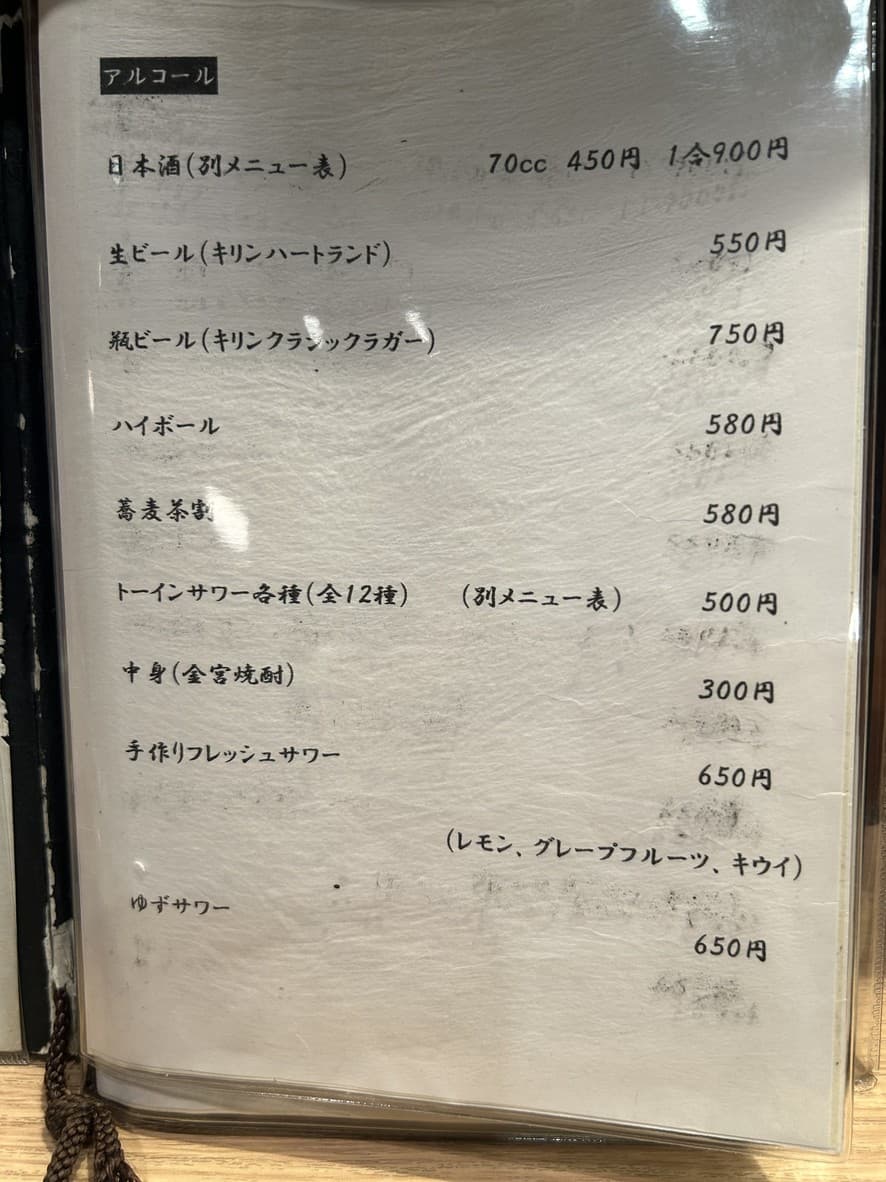 アルコール
日本酒(別メニュー表) 70cc 450円 1合900円
生ビール(キリンハートランド) 550円
瓶ビール(キリンクラシックラガー) 750円
ハイボール 580円
蕎麦茶割 580円
トーインサワー各種(全12種) (別メニュー表) 500円
中身(金宮焼酎) 300円
手作りフレッシュサワー 650円
(レモン、グレープフルーツ、キウイ)
ゆずサワー 650円